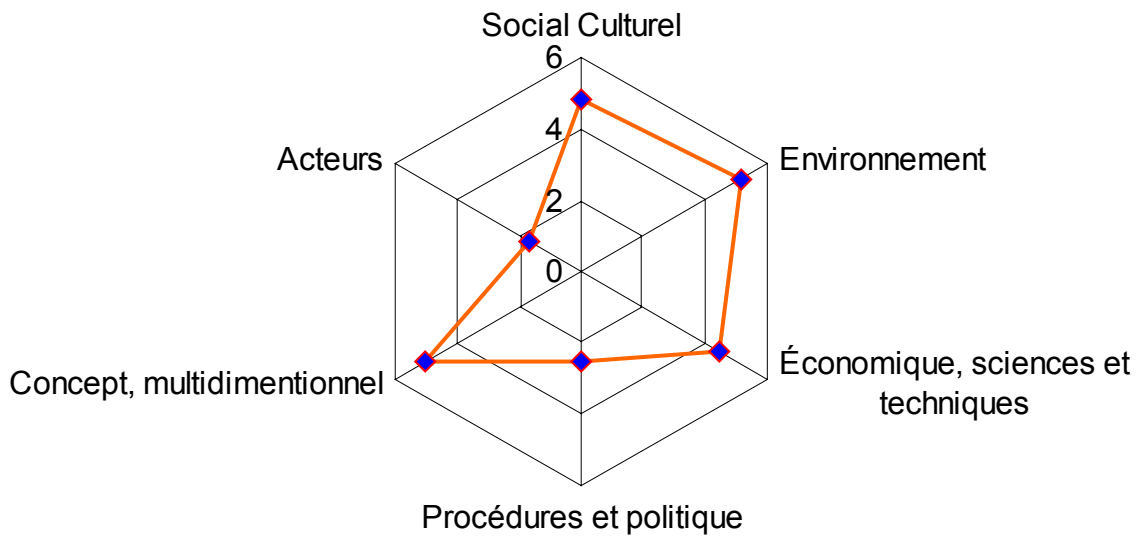 Social Culturel
6
4
2
0
Environnement
Économique, sciences et
techniques
Procédures et politique
Concept, multidimentionnel
Acteurs